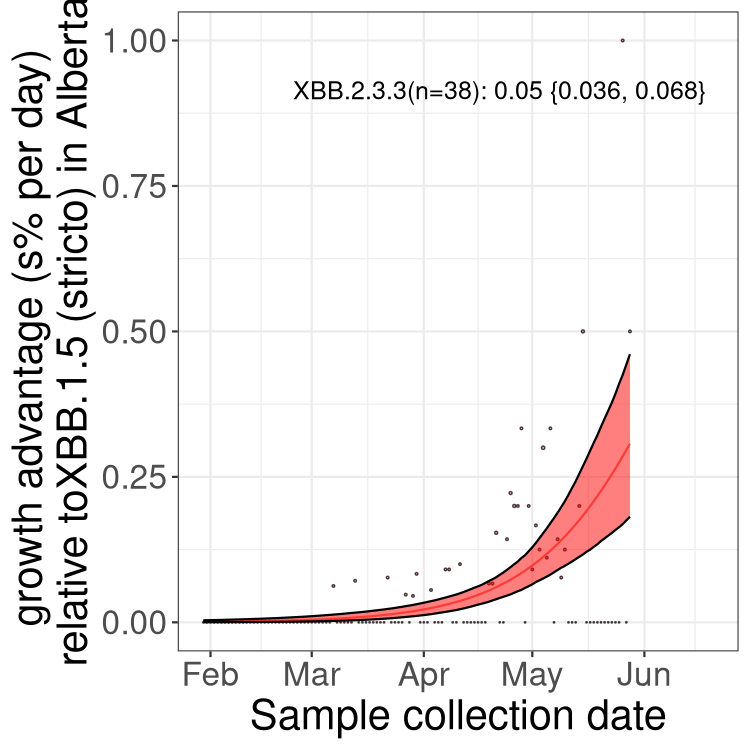 growth advantage (s% per day)
relative toXBB.1.5 (stricto) in Alberta
1.00
0.75
0.50
0.25
0.00
XBB.2.3.3(n=38): 0.05 {0.036, 0.068}
Feb Mar Apr May Jun
Sample collection date